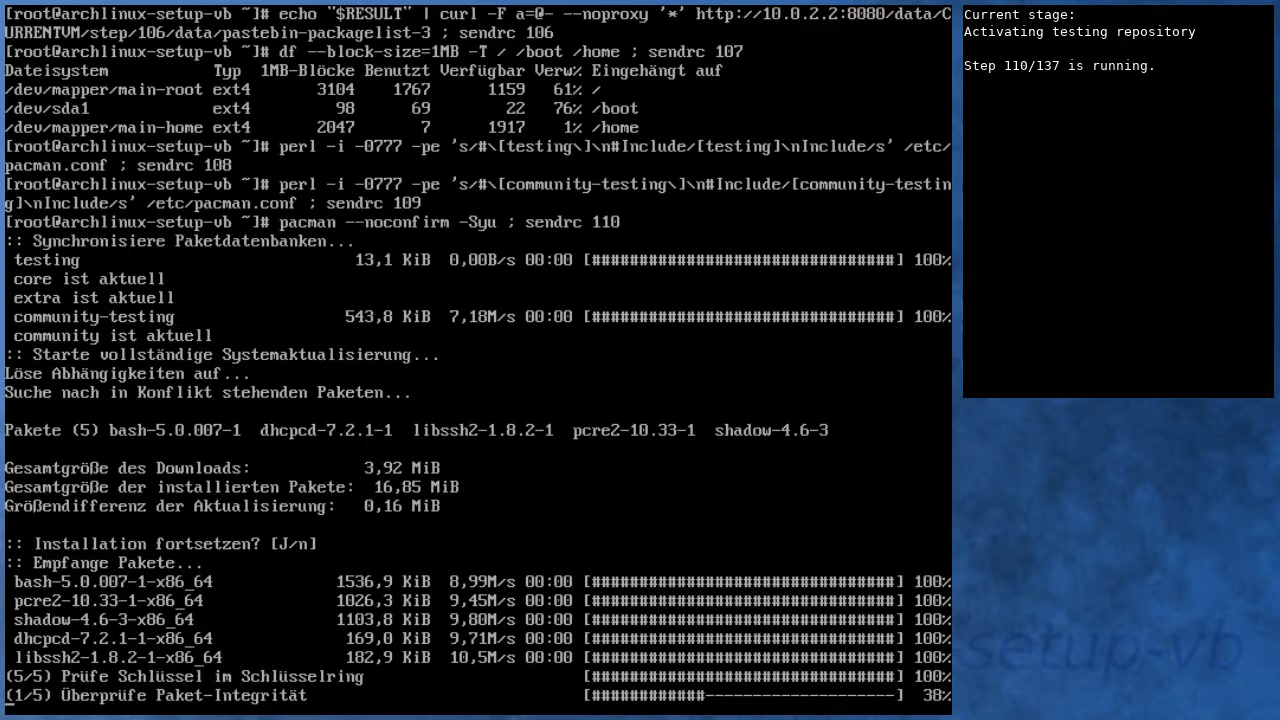 [root@archlinux-setup-vb ~]# echo "$RESULT" | curl -F a=@- --noproxy '*' http://10.0.2.2:8080/data/C
URRENTVM/step/106/data/pastebin-packagelist-3 ; sendrc 106
[root@archlinux-setup-vb ~]# df --block-size=1MB -T / /boot /home ; sendrc 107
Dateisystem           Typ  1MB-Blöcke Benutzt Verfügbar Verw% Eingehängt auf
/dev/mapper/main-root ext4       3104    1767      1159   61% /
/dev/sda1             ext4         98      69        22   76% /boot
/dev/mapper/main-home ext4       2047       7      1917    1% /home
[root@archlinux-setup-vb ~]# perl -i -0777 -pe 's/#\[testing\]\n#Include/[testing]\nInclude/s' /etc/
pacman.conf ; sendrc 108
[root@archlinux-setup-vb ~]# perl -i -0777 -pe 's/#\[community-testing\]\n#Include/[community-testin
g]\nInclude/s' /etc/pacman.conf ; sendrc 109
[root@archlinux-setup-vb ~]# pacman --noconfirm -Syu ; sendrc 110
:: Synchronisiere Paketdatenbanken...
 testing                             13,1 KiB  0,00B/s 00:00 [################################] 100%
 core ist aktuell
 extra ist aktuell
 community-testing                  543,8 KiB  7,18M/s 00:00 [################################] 100%
 community ist aktuell
:: Starte vollständige Systemaktualisierung...
Löse Abhängigkeiten auf...
Suche nach in Konflikt stehenden Paketen...
Pakete (5) bash-5.0.007-1  dhcpcd-7.2.1-1  libssh2-1.8.2-1  pcre2-10.33-1  shadow-4.6-3
Gesamtgröße des Downloads:            3,92 MiB
Gesamtgröße der installierten Pakete:  16,85 MiB
Größendifferenz der Aktualisierung:   0,16 MiB
:: Installation fortsetzen? [J/n]
:: Empfange Pakete...
 bash-5.0.007-1-x86_64             1536,9 KiB  8,99M/s 00:00 [################################] 100%
 pcre2-10.33-1-x86_64              1026,3 KiB  9,45M/s 00:00 [################################] 100%
 shadow-4.6-3-x86_64               1103,8 KiB  9,80M/s 00:00 [################################] 100%
 dhcpcd-7.2.1-1-x86_64              169,0 KiB  9,71M/s 00:00 [################################] 100%
 libssh2-1.8.2-1-x86_64             182,9 KiB  10,5M/s 00:00 [################################] 100%
(5/5) Prüfe Schlüssel im Schlüsselring                       [################################] 100%
(1/5) Überprüfe Paket-Integrität                             [############--------------------]  38%
Current stage:
Activating testing repository
Step 110/137 is running.
setup-vb